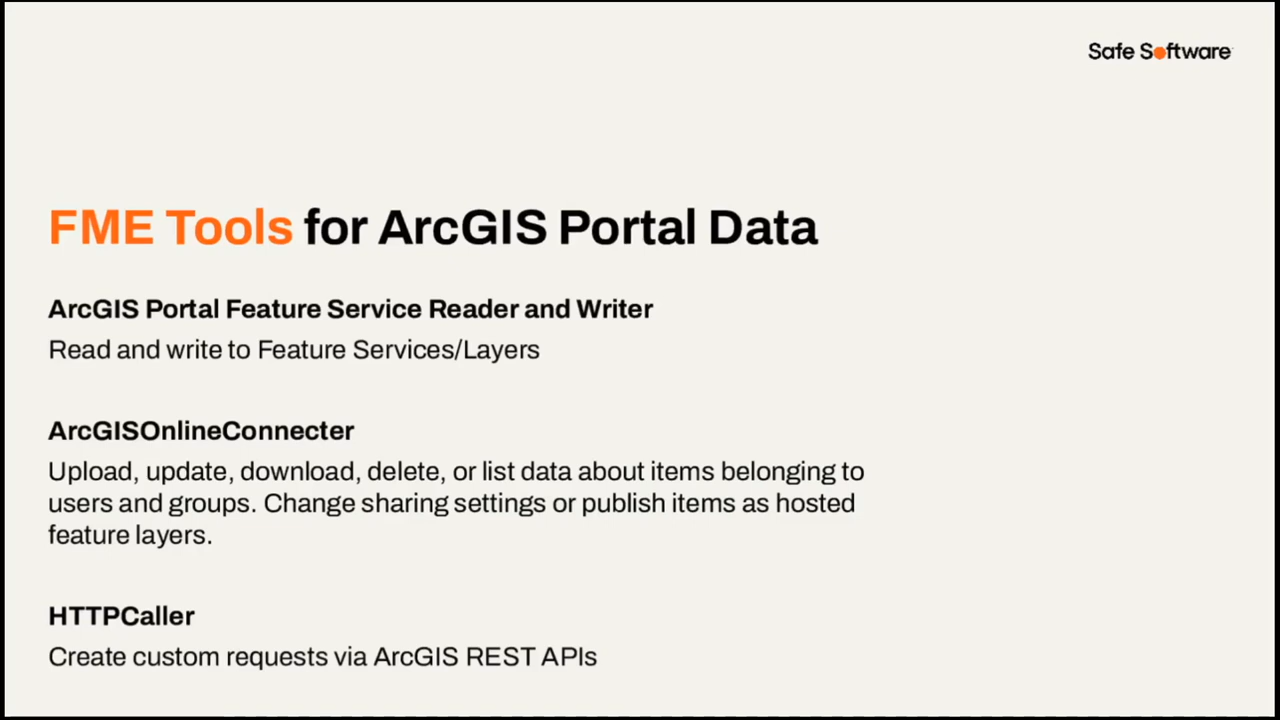 Safe Software
FME Tools for ArcGIS Portal Data
ArcGIS Portal Feature Service Reader and Writer
Read and write to Feature Services/Layers
ArcGISOnlineConnecter
Upload, update, download, delete, or list data about items belonging to
users and groups. Change sharing settings or publish items as hosted
feature layers.
HTTPCaller
Create custom requests via ArcGIS REST APIs